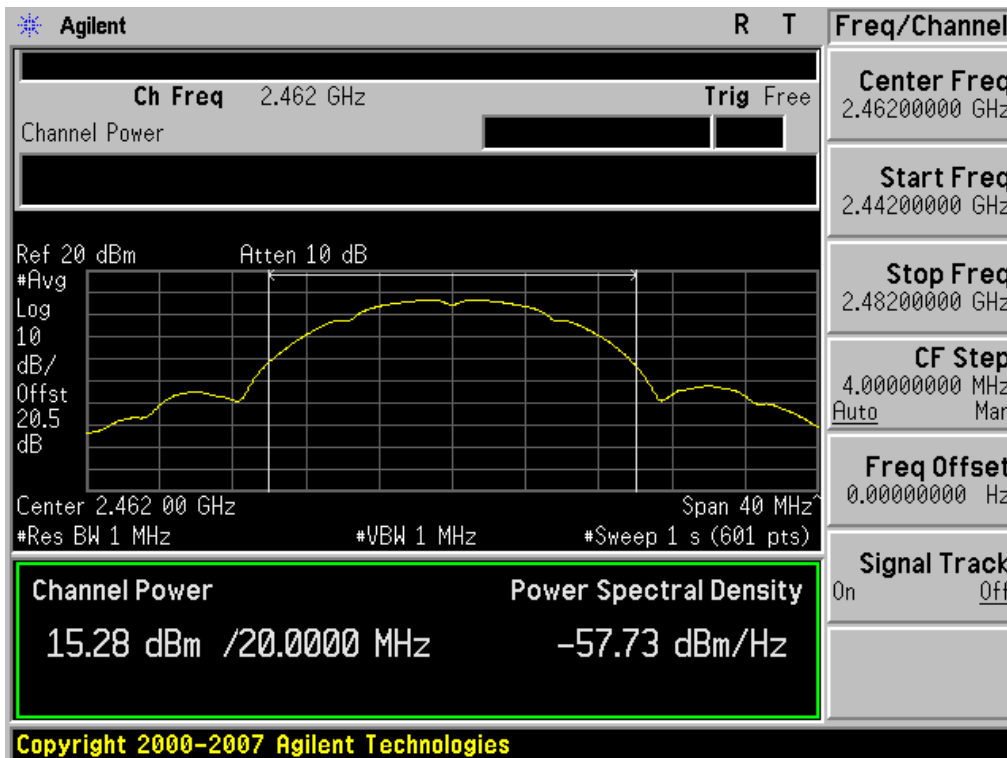 Agilent R T Freq/Channel
Ch Freq 2.462 GHz Trig Free
Channel Power
Center Freq
2.46200000 GHz
Start Freq
2.44200000 GHz
Stop Freq
2.48200000 GHz
CF Step
4.00000000 MHz
Auto Man
Freq Offset
0.00000000 Hz
Signal Track
On Off
Ref 20 dBm Atten 10 dB
#Avg
Log
10
dB/
Offst
20.5
dB
Center 2.462 00 GHz Span 40 MHz^
#Res BW 1 MHz #VBW 1 MHz #Sweep 1 s (601 pts)
Channel Power Power Spectral Density
15.28 dBm /20.0000 MHz -57.73 dBm/Hz
Copyright 2000-2007 Agilent Technologies